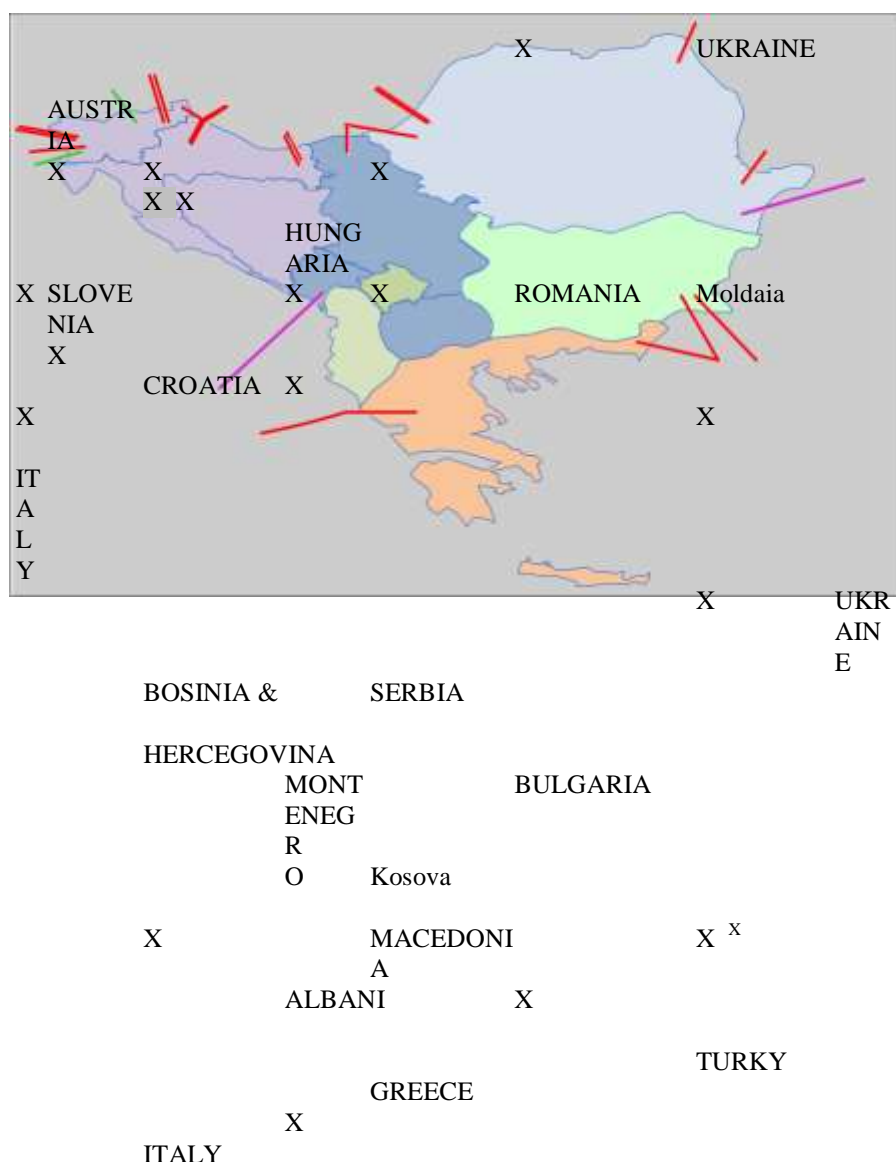 X UKRAINE
AUSTR
IA
X X X
X X
HUNG
ARIA
X SLOVE X X ROMANIA Moldaia
NIA
X
CROATIA X
X X
IT
A
L
Y
X UKR
AIN
E
BOSINIA & SERBIA
HERCEGOVINA
MONT BULGARIA
ENEG
R
O Kosova
X MACEDONI X X
A
ALBANI X
TURKY
GREECE
X
ITALY